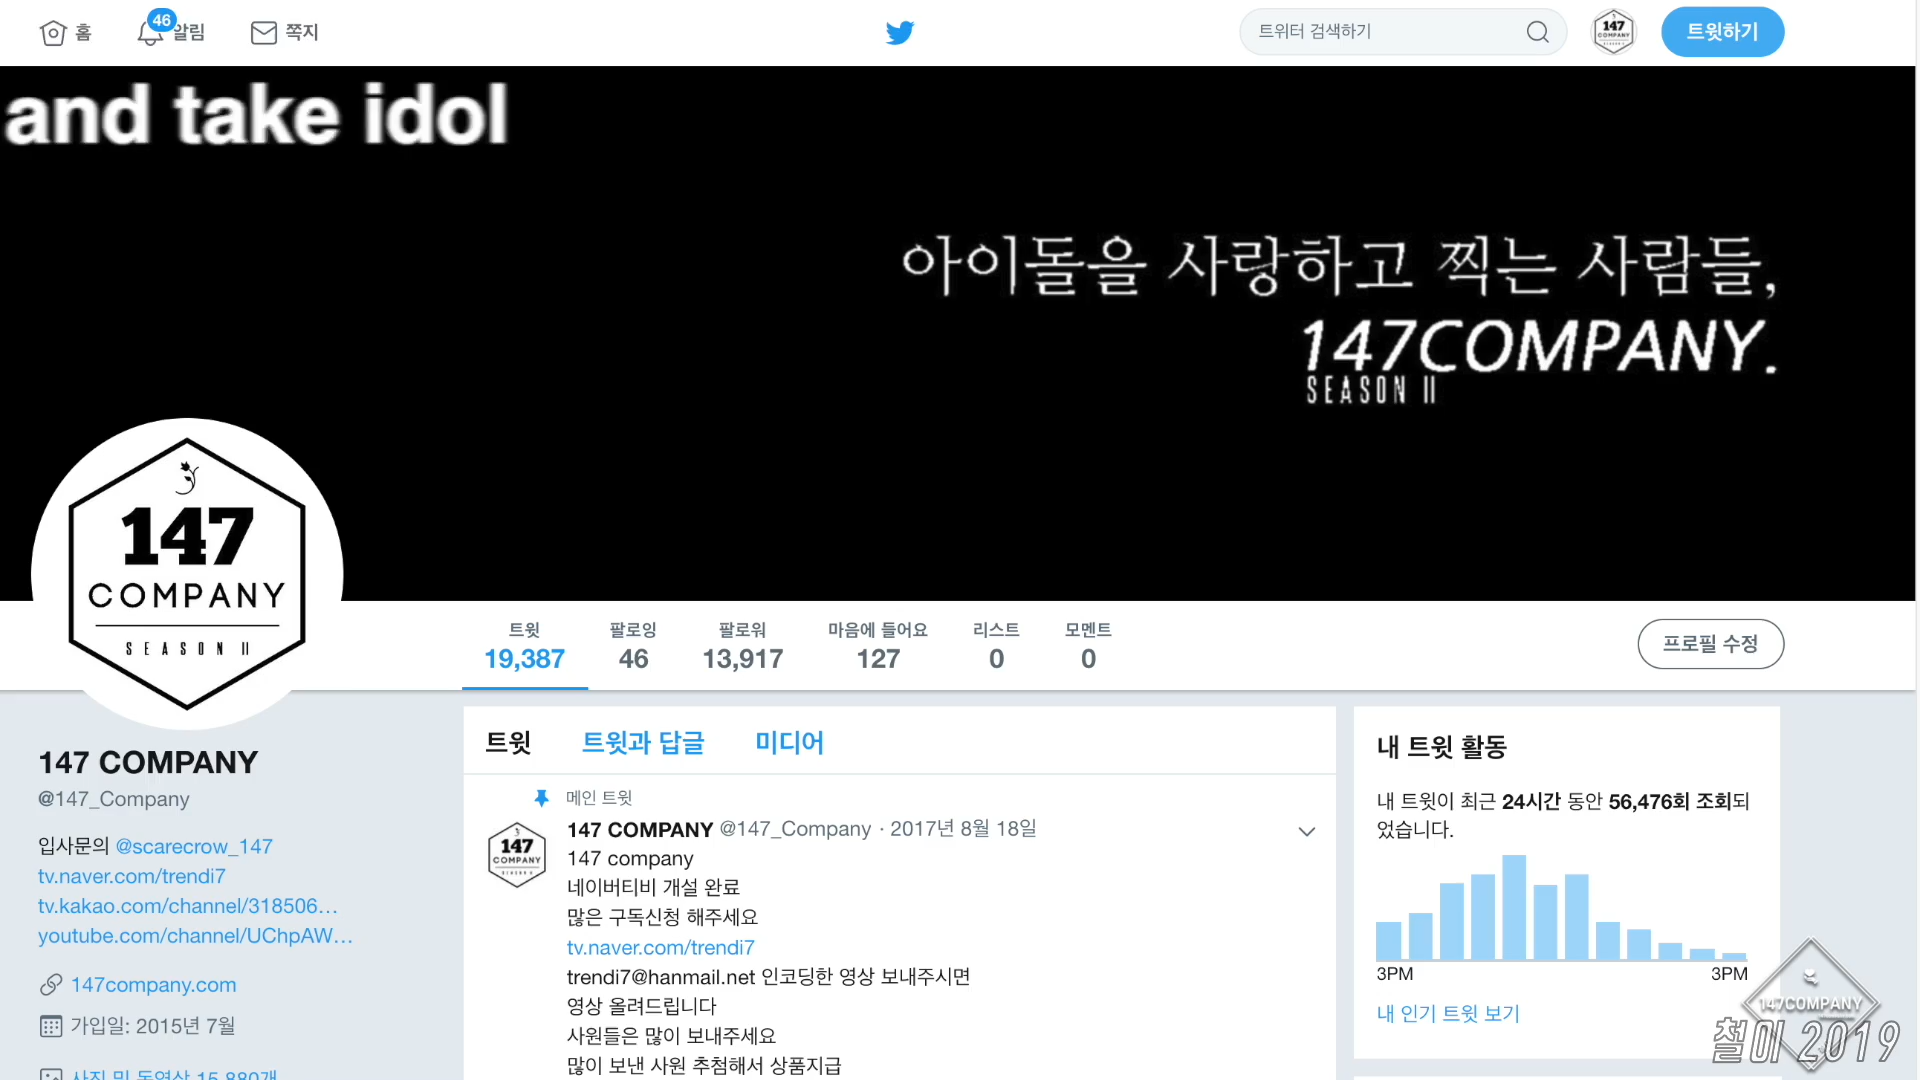 홈
46
알림
쪽지
트위터 검색하기
147
COMPANY
트윗하기
and take idol
아이돌을 사랑하고 찍는 사람들,
147COMPANY.
SEASON II
147
COMPANY
SEASON II
트윗 팔로잉 팔로워 마음에 들어요 리스트 모멘트
19,387 46 13,917 127 0 0
프로필 수정
147 COMPANY
@147_Company
입사문의 @scarecrow_147
tv.naver.com/trendi7
tv.kakao.com/channel/318506…
youtube.com/channel/UChpAW…
147company.com
가입일: 2015년 7월
사진 및 동영상 15,880개
트윗 트윗과 답글 미디어
메인 트윗
147
COMPANY
147 COMPANY @147_Company · 2017년 8월 18일
147 company
네이버티비 개설 완료
많은 구독신청 해주세요
tv.naver.com/trendi7
trendi7@hanmail.net 인코딩한 영상 보내주시면
영상 올려드립니다
사원들은 많이 보내주세요
많이 보낸 사원 추첨해서 상품지급
내 트윗 활동
내 트윗이 최근 24시간 동안 56,476회 조회되
었습니다.
3PM 3PM
내 인기 트윗 보기
147COMPANY
철이 2019